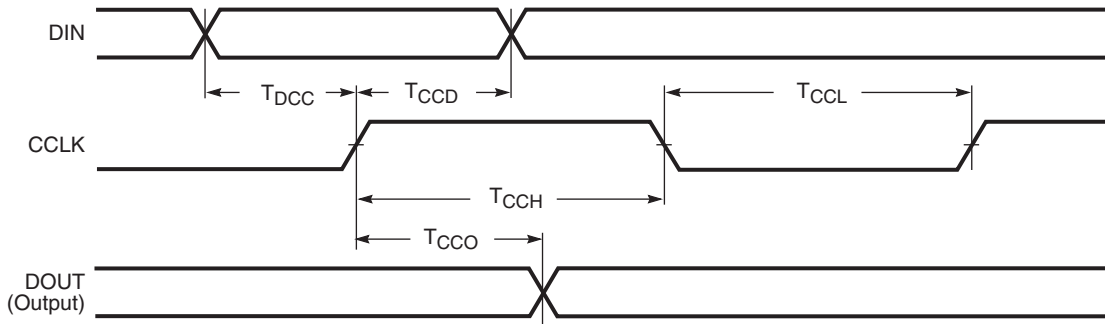 DIN
TDCC
TCCD
TCCL
CCLK
TCCH
TCCO
DOUT
(Output)